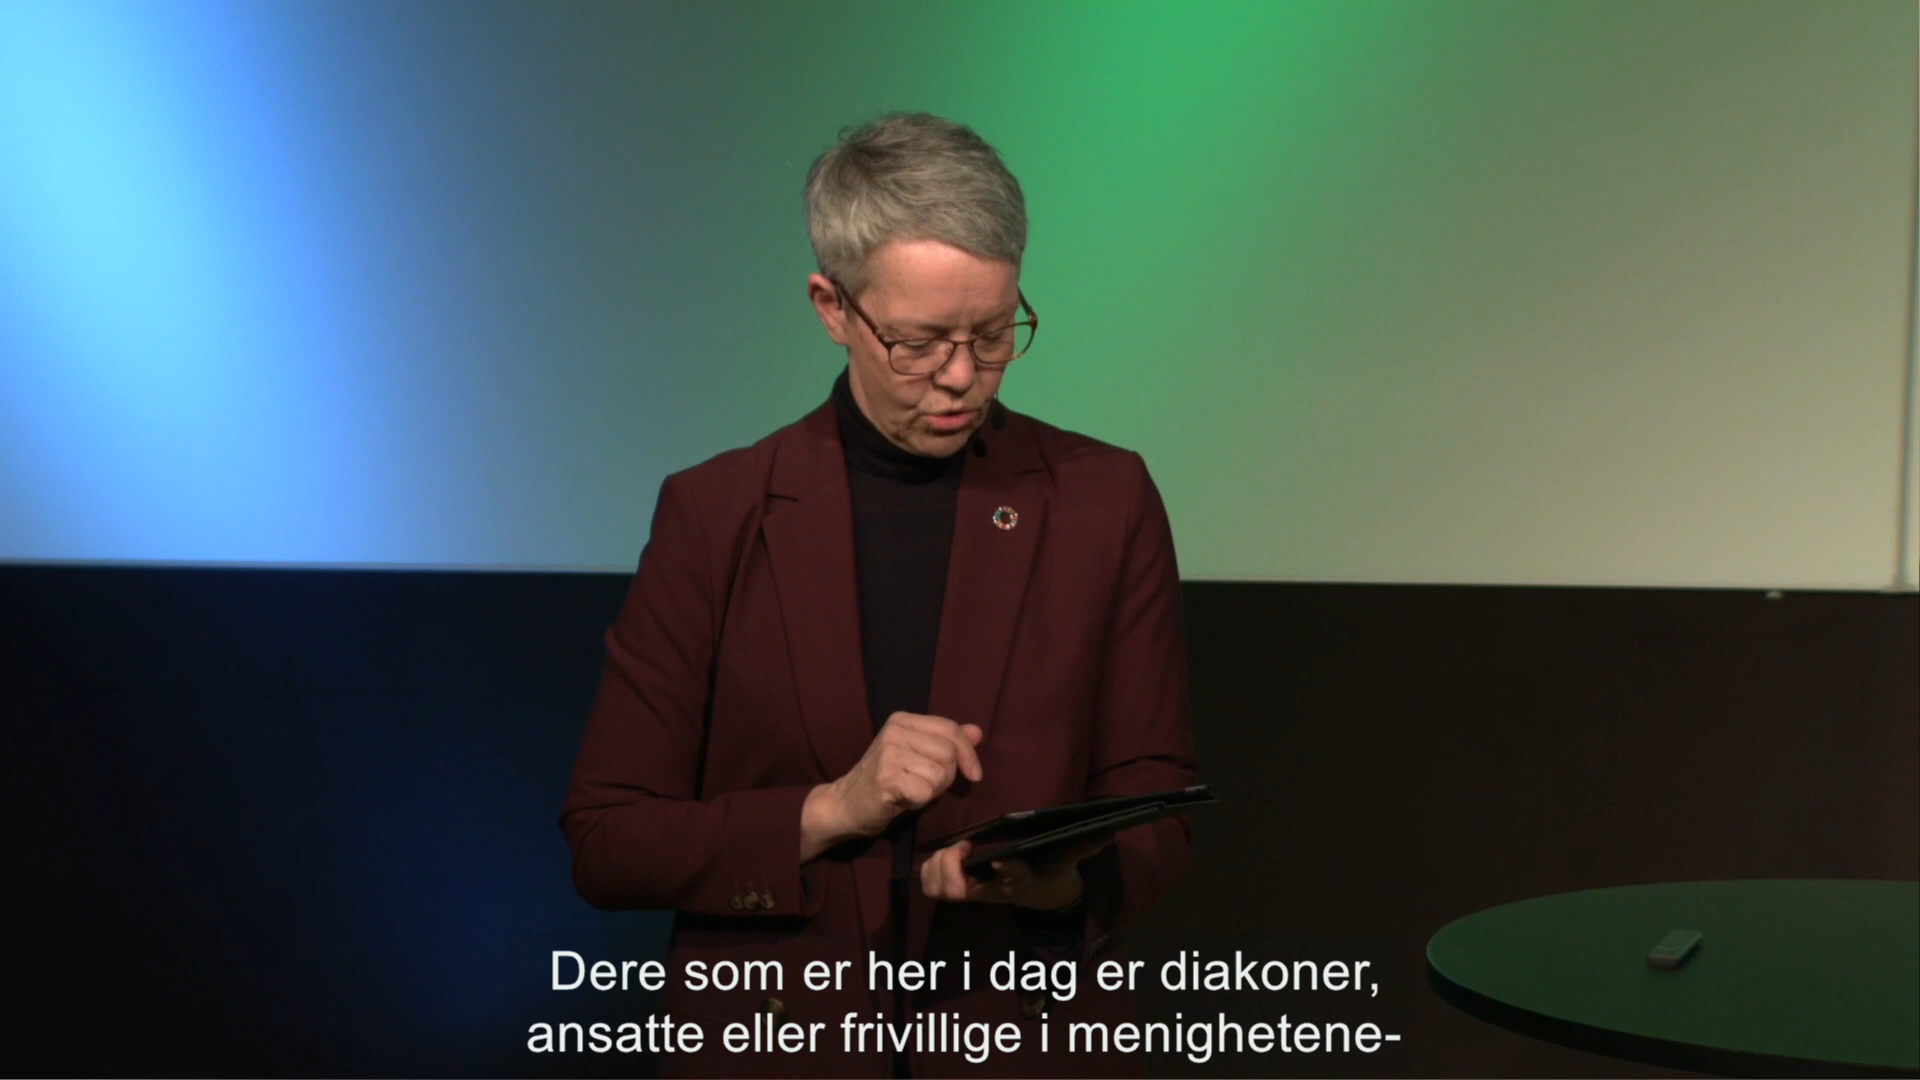 Dere som er her i dag er diakoner,
ansatte eller frivillige i menighetene-